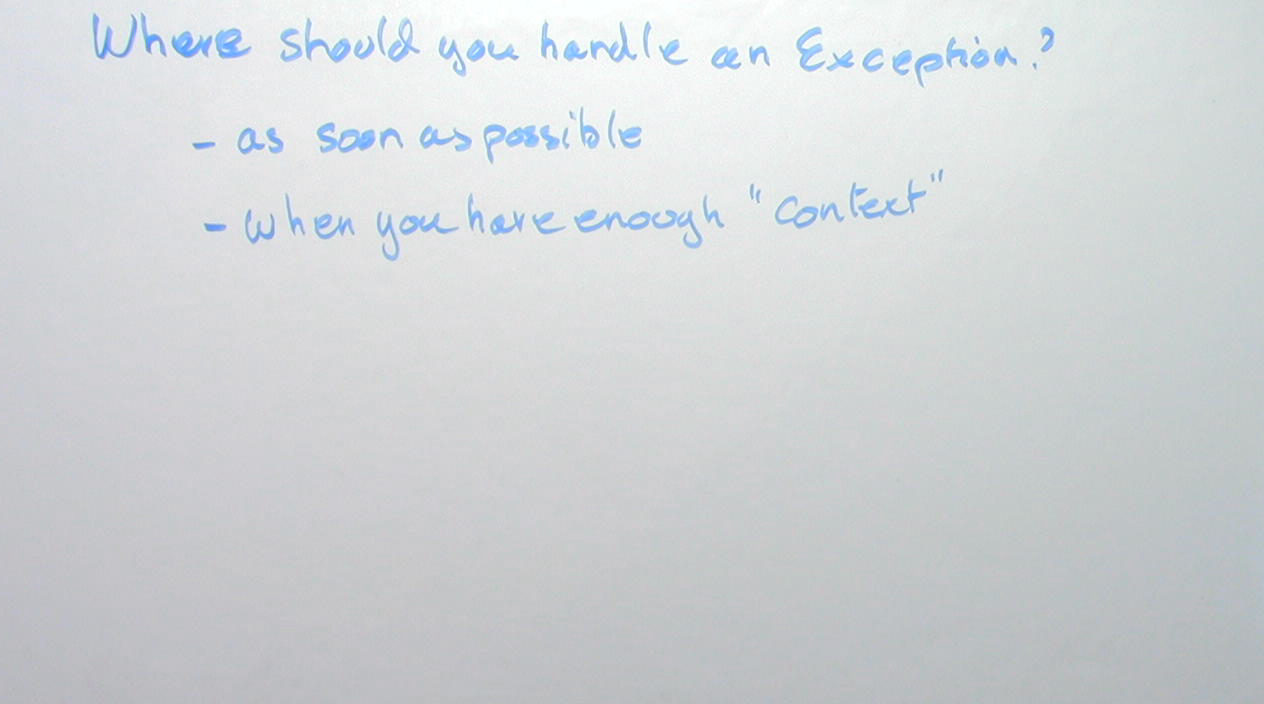 Where should you handle an Exception?
- as soon as possible
- when you have enough "context"